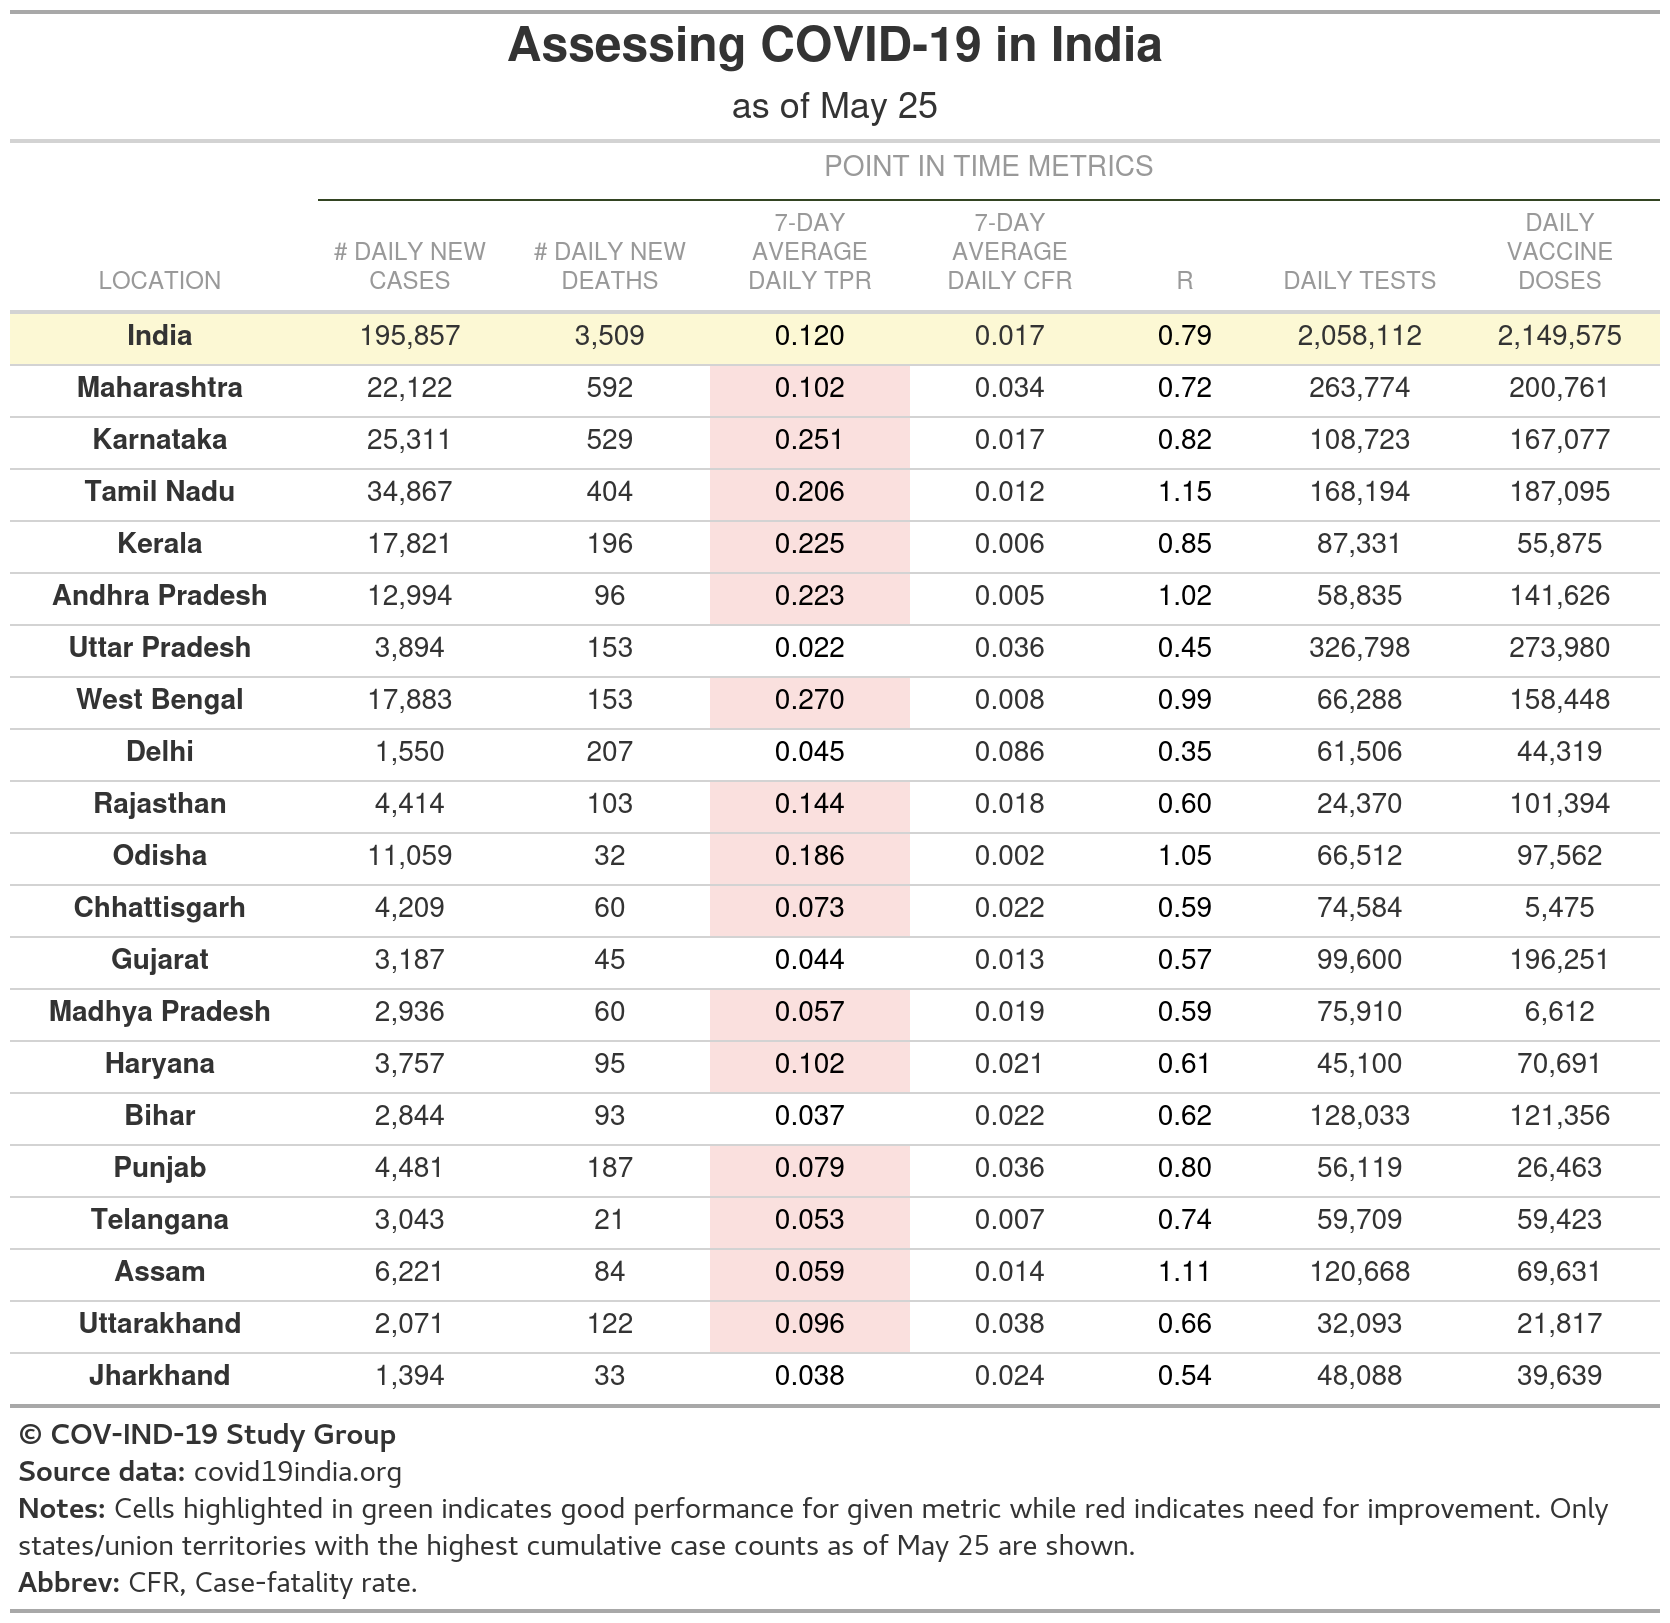 Assessing COVID-19 in India
as of May 25
POINT IN TIME METRICS
LOCATION # DAILY NEW CASES # DAILY NEW DEATHS 7-DAY AVERAGE DAILY TPR 7-DAY AVERAGE DAILY CFR R DAILY TESTS DAILY VACCINE DOSES
India 195,857 3,509 0.120 0.017 0.79 2,058,112 2,149,575
Maharashtra 22,122 592 0.102 0.034 0.72 263,774 200,761
Karnataka 25,311 529 0.251 0.017 0.82 108,723 167,077
Tamil Nadu 34,867 404 0.206 0.012 1.15 168,194 187,095
Kerala 17,821 196 0.225 0.006 0.85 87,331 55,875
Andhra Pradesh 12,994 96 0.223 0.005 1.02 58,835 141,626
Uttar Pradesh 3,894 153 0.022 0.036 0.45 326,798 273,980
West Bengal 17,883 153 0.270 0.008 0.99 66,288 158,448
Delhi 1,550 207 0.045 0.086 0.35 61,506 44,319
Rajasthan 4,414 103 0.144 0.018 0.60 24,370 101,394
Odisha 11,059 32 0.186 0.002 1.05 66,512 97,562
Chhattisgarh 4,209 60 0.073 0.022 0.59 74,584 5,475
Gujarat 3,187 45 0.044 0.013 0.57 99,600 196,251
Madhya Pradesh 2,936 60 0.057 0.019 0.59 75,910 6,612
Haryana 3,757 95 0.102 0.021 0.61 45,100 70,691
Bihar 2,844 93 0.037 0.022 0.62 128,033 121,356
Punjab 4,481 187 0.079 0.036 0.80 56,119 26,463
Telangana 3,043 21 0.053 0.007 0.74 59,709 59,423
Assam 6,221 84 0.059 0.014 1.11 120,668 69,631
Uttarakhand 2,071 122 0.096 0.038 0.66 32,093 21,817
Jharkhand 1,394 33 0.038 0.024 0.54 48,088 39,639
© COV-IND-19 Study Group
Source data: covid19india.org
Notes: Cells highlighted in green indicates good performance for given metric while red indicates need for improvement. Only
states/union territories with the highest cumulative case counts as of May 25 are shown.
Abbrev: CFR, Case-fatality rate.